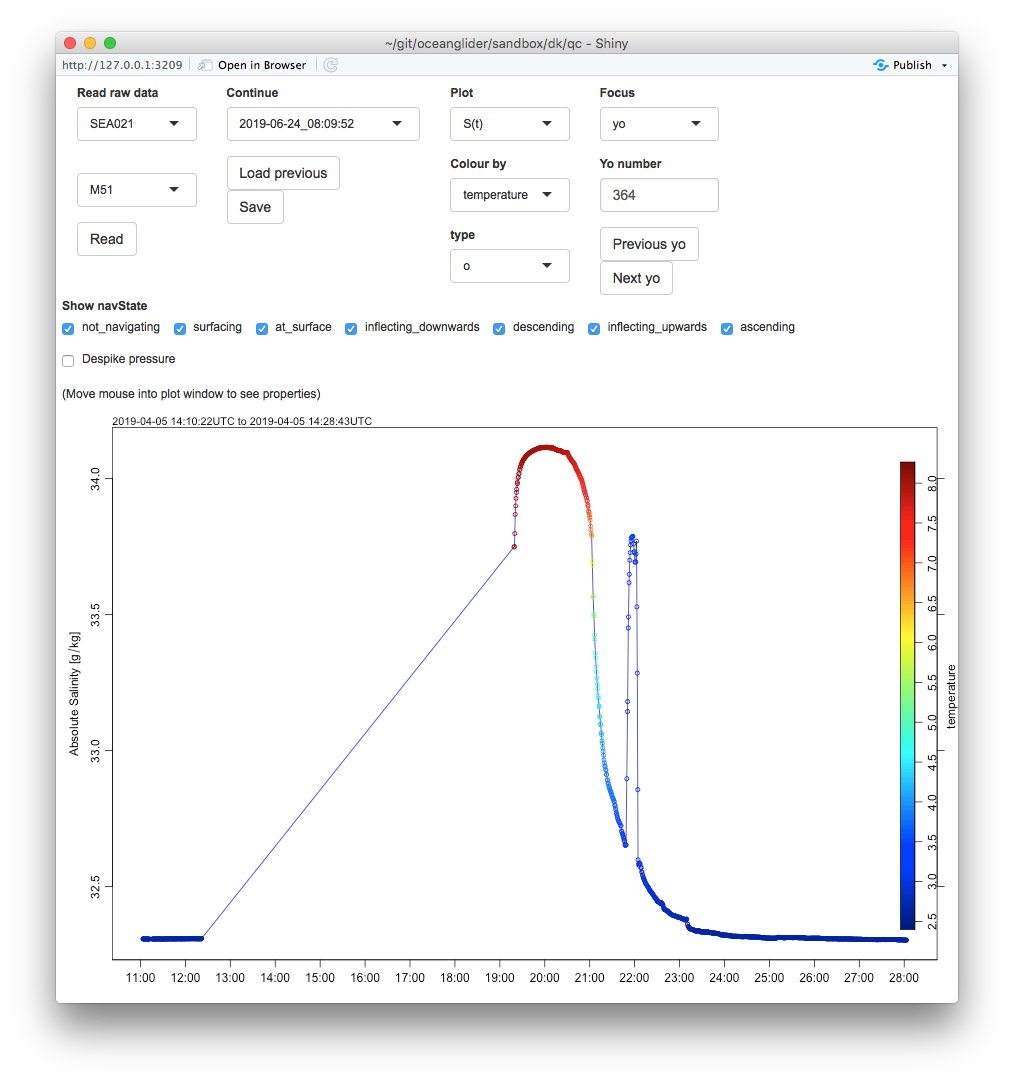 ~/git/oceanglider/sandbox/dk/qc - Shiny
http://127.0.0.1:3209 Open in Browser Publish
Read raw data Continue Plot Focus
SEA021 2019-06-24_08:09:52 S(t) yo
Load previous Colour by Yo number
M51 temperature 364
Save
Read type Previous yo
o Next yo
Show navState
not_navigating surfacing at_surface inflecting_downwards descending inflecting_upwards ascending
Despike pressure
(Move mouse into plot window to see properties)
2019-04-05 14:10:22UTC to 2019-04-05 14:28:43UTC
Absolute Salinity [g/kg]
34.0
33.5
33.0
32.5
8.0
7.5
7.0
6.5
6.0
5.5
5.0
4.5
4.0
3.5
3.0
2.5
temperature
11:00 12:00 13:00 14:00 15:00 16:00 17:00 18:00 19:00 20:00 21:00 22:00 23:00 24:00 25:00 26:00 27:00 28:00